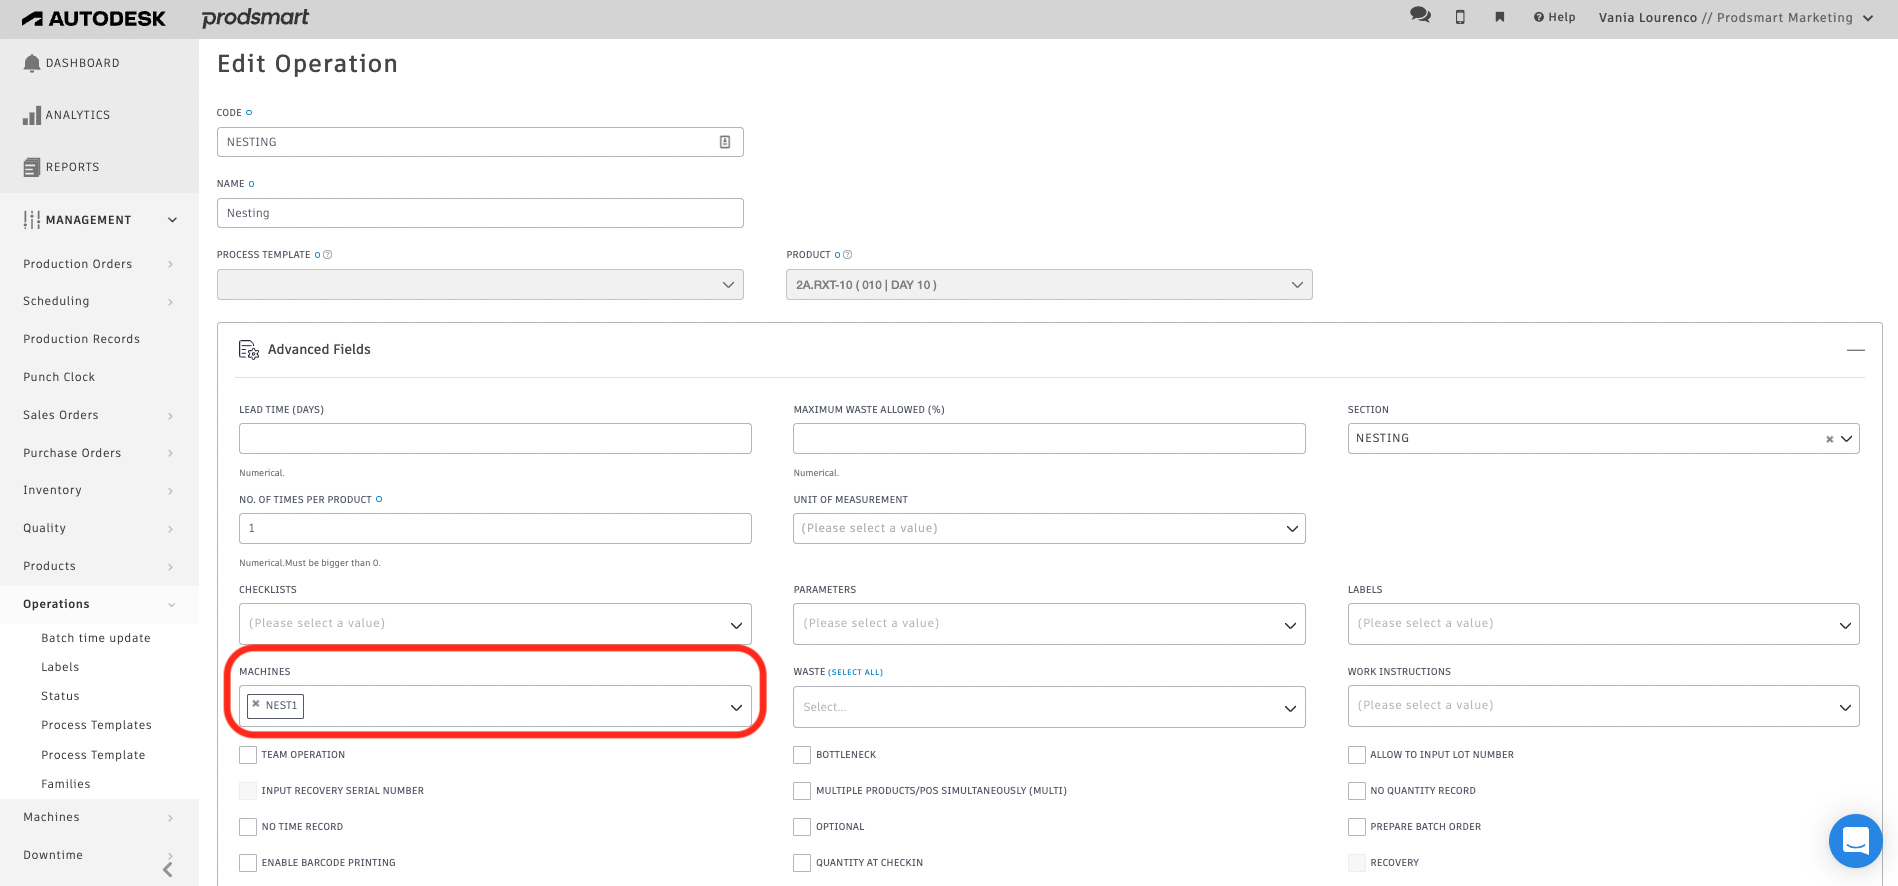 AUTODESK prodsmart
Help Vania Lourenco // Prodsmart Marketing
DASHBOARD
ANALYTICS
REPORTS
MANAGEMENT
Production Orders
Scheduling
Production Records
Punch Clock
Sales Orders
Purchase Orders
Inventory
Quality
Products
Operations
Batch time update
Labels
Status
Process Templates
Process Template
Families
Machines
Downtime
Edit Operation
CODE
NESTING
NAME
Nesting
PROCESS TEMPLATE PRODUCT
2A.RXT-10 ( 010 | DAY 10 )
Advanced Fields
LEAD TIME (DAYS) MAXIMUM WASTE ALLOWED (%) SECTION
NESTING
Numerical. Numerical.
NO. OF TIMES PER PRODUCT UNIT OF MEASUREMENT
1 (Please select a value)
Numerical.Must be bigger than 0.
CHECKLISTS PARAMETERS LABELS
(Please select a value) (Please select a value) (Please select a value)
MACHINES WASTE (SELECT ALL) WORK INSTRUCTIONS
NEST1 Select... (Please select a value)
TEAM OPERATION BOTTLENECK ALLOW TO INPUT LOT NUMBER
INPUT RECOVERY SERIAL NUMBER MULTIPLE PRODUCTS/POS SIMULTANEOUSLY (MULTI) NO QUANTITY RECORD
NO TIME RECORD OPTIONAL PREPARE BATCH ORDER
ENABLE BARCODE PRINTING QUANTITY AT CHECKIN RECOVERY